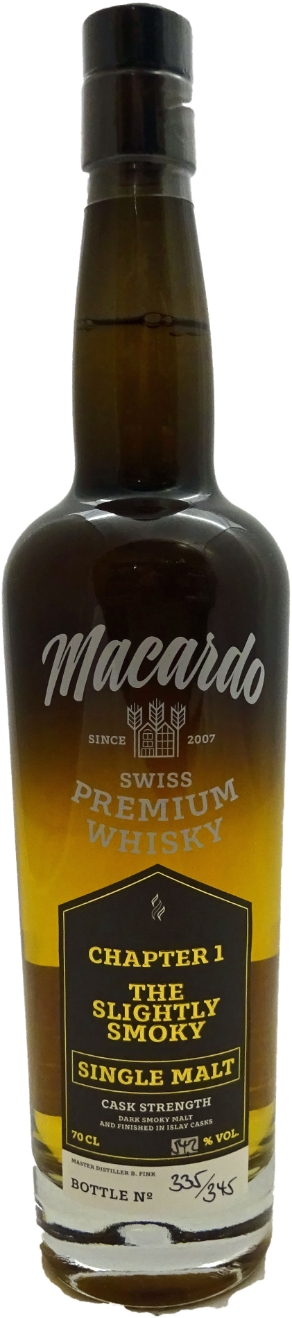 Macardo
SINCE 2007
SWISS
PREMIUM
WHISKY
CHAPTER 1
THE
SLIGHTLY
SMOKY
SINGLE MALT
CASK STRENGTH
DARK SMOKY MALT
AND FINISHED IN ISLAY CASKS
70 CL % VOL.
MASTER DISTILLER B. FINK
BOTTLE Nº 335/345